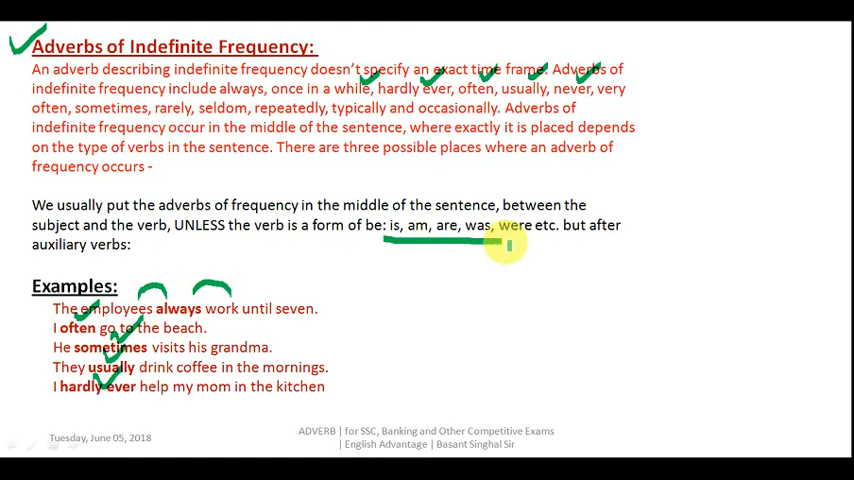 Adverbs of Indefinite Frequency:
An adverb describing indefinite frequency doesn't specify an exact time frame. Adverbs of
indefinite frequency include always, once in a while, hardly ever, often, usually, never, very
often, sometimes, rarely, seldom, repeatedly, typically and occasionally. Adverbs of
indefinite frequency occur in the middle of the sentence, where exactly it is placed depends
on the type of verbs in the sentence. There are three possible places where an adverb of
frequency occurs -
We usually put the adverbs of frequency in the middle of the sentence, between the
subject and the verb, UNLESS the verb is a form of be: is, am, are, was, were etc. but after
auxiliary verbs:
Examples:
The employees always work until seven.
I often go to the beach.
He sometimes visits his grandma.
They usually drink coffee in the mornings.
I hardly ever help my mom in the kitchen
Tuesday, June 05, 2018
ADVERB | for SSC, Banking and Other Competitive Exams
| English Advantage | Basant Singhal Sir